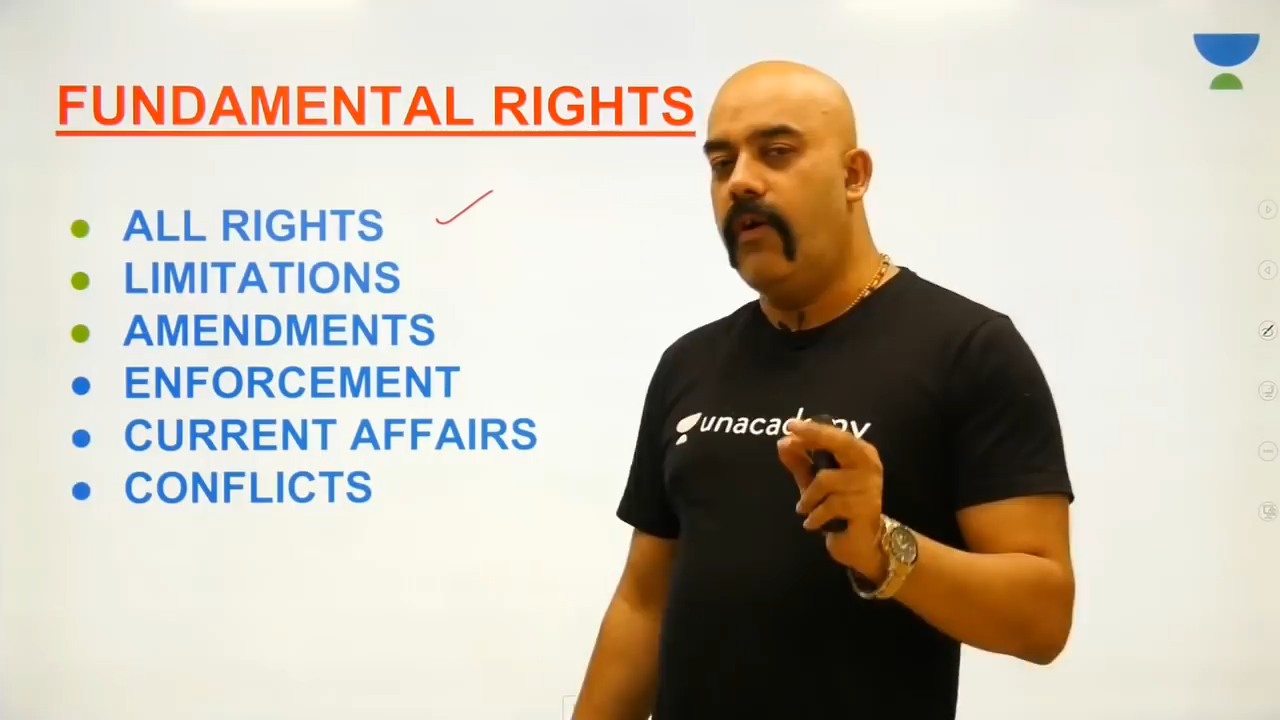 FUNDAMENTAL RIGHTS
ALL RIGHTS
LIMITATIONS
AMENDMENTS
ENFORCEMENT
CURRENT AFFAIRS
CONFLICTS
unacademy